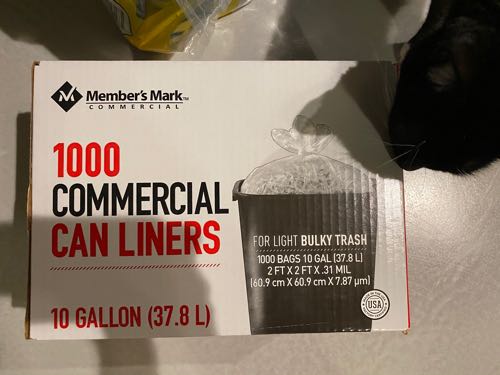 M Member's Mark™
COMMERCIAL
1000
COMMERCIAL
CAN LINERS
10 GALLON (37.8 L)
FOR LIGHT BULKY TRASH
1000 BAGS 10 GAL (37.8 L)
2 FT X 2 FT X .31 MIL
(60.9 cm X 60.9 cm X 7.87 µm)
USA